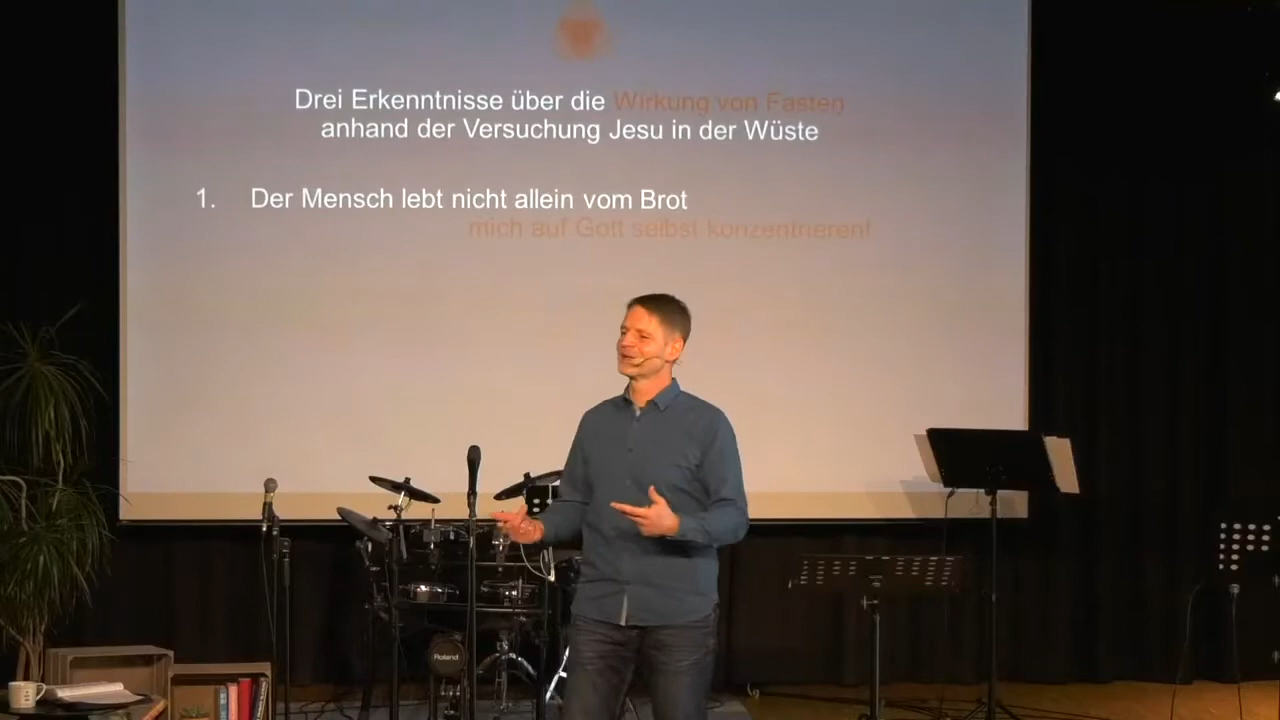 Drei Erkenntnisse über die Wirkung von Fasten
anhand der Versuchung Jesu in der Wüste
1. Der Mensch lebt nicht allein vom Brot
mich auf Gott selbst konzentrieren!
Roland